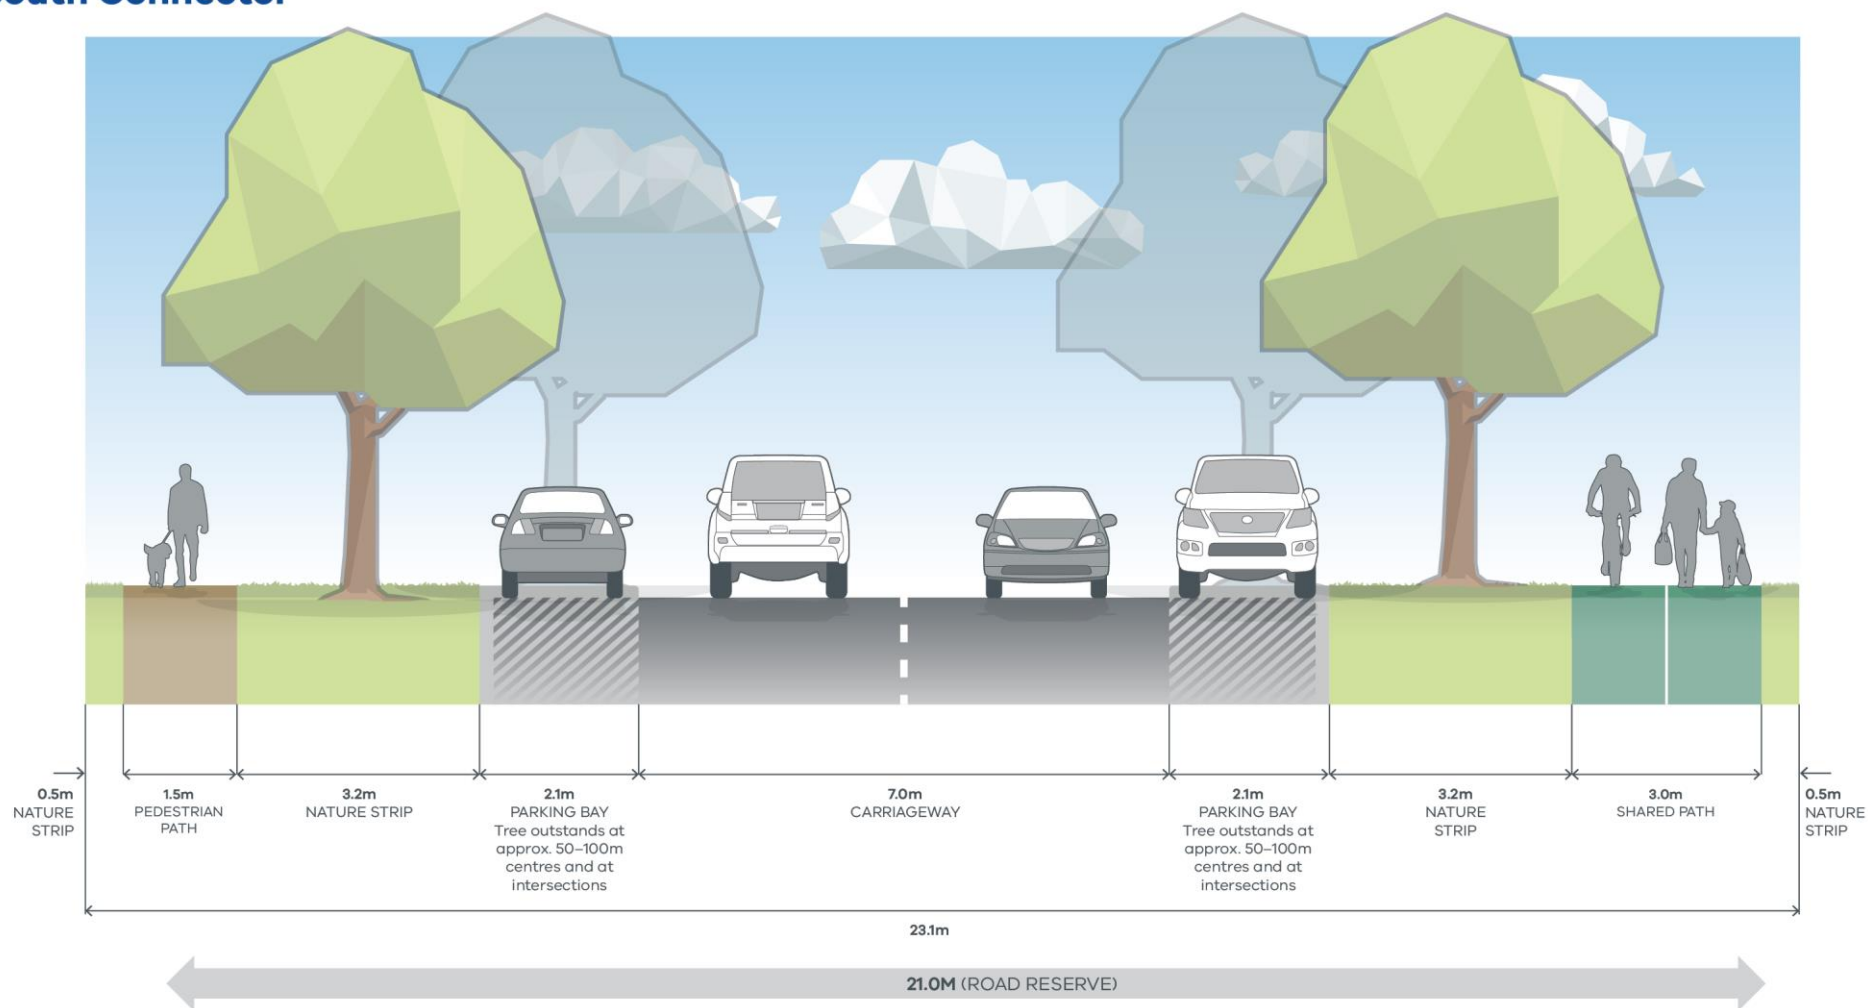 Connector
0.5m
NATURE
STRIP
1.5m
PEDESTRIAN
PATH
3.2m
NATURE STRIP
2.1m
PARKING BAY
Tree outstands at
approx. 50–100m
centres and at
intersections
7.0m
CARRIAGEWAY
2.1m
PARKING BAY
Tree outstands at
approx. 50–100m
centres and at
intersections
3.2m
NATURE
STRIP
3.0m
SHARED PATH
0.5m
NATURE
STRIP
23.1m
21.0M (ROAD RESERVE)